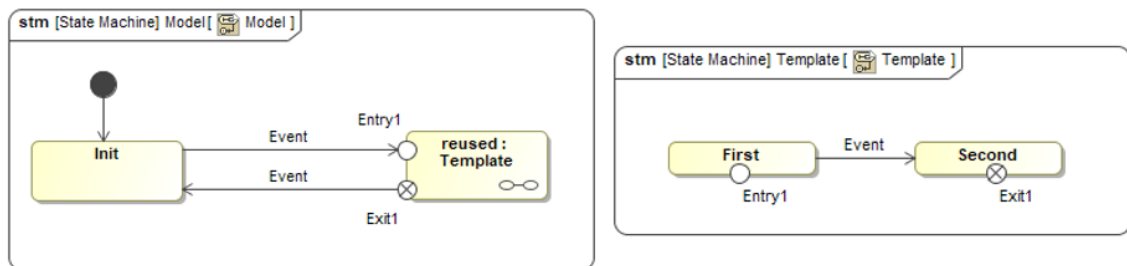 stm [State Machine] Model[ Model ]
Init
Event
Event
Entry1
reused :
Template
Exit1
stm [State Machine] Template [ Template ]
First
Entry1
Event
Second
Exit1